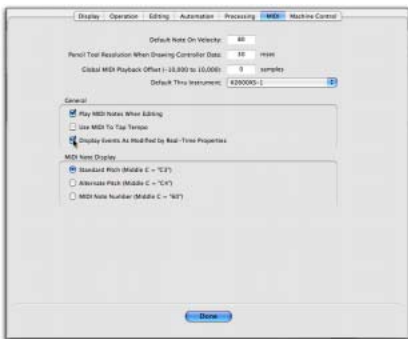 Display Operation Editing Automation Processing MIDI Machine Control
Default Note On Velocity: 80
Pencil Tool Resolution When Drawing Controller Data: 30 msec
Global MIDI Playback Offset (-10,000 to 10,000): 0 samples
Default Thru Instrument: K2600RS-1
General
Play MIDI Notes When Editing
Use MIDI To Tap Tempo
Display Events As Modified by Real-Time Properties
MIDI Note Display
Standard Pitch (Middle C = "C3")
Alternate Pitch (Middle C = "C4")
MIDI Note Number (Middle C = "60")
Done